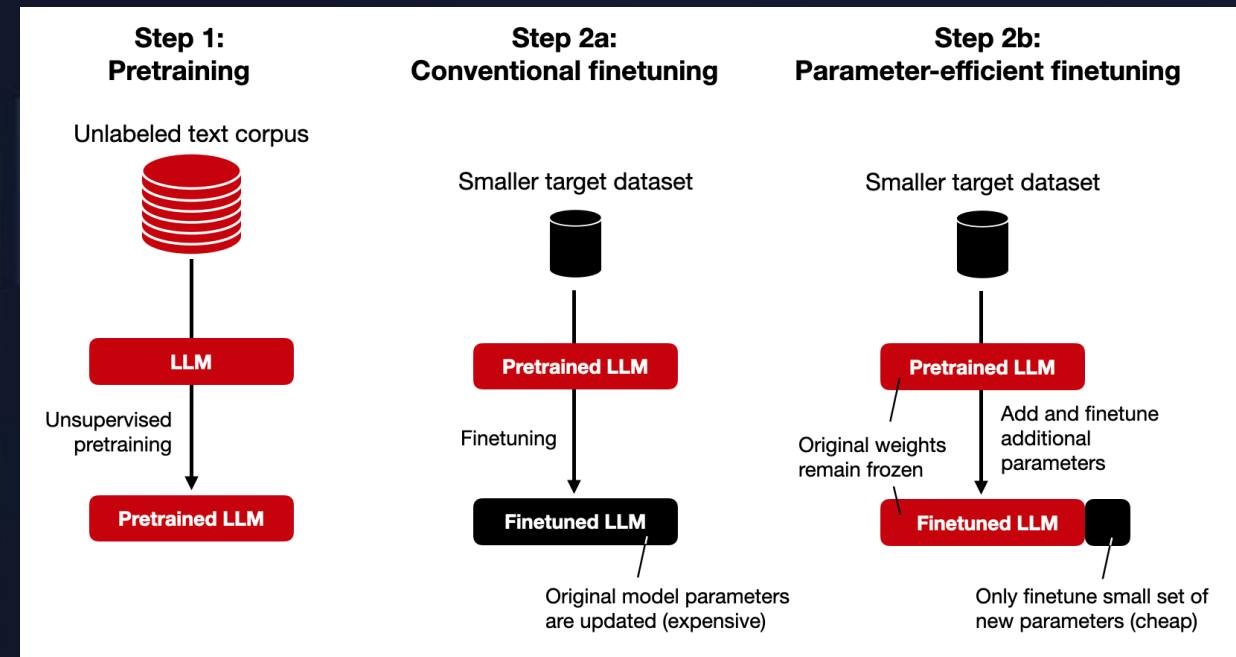 Step 1:
Pretraining
Unlabeled text corpus
LLM
Unsupervised
pretraining
Pretrained LLM
Step 2a:
Conventional finetuning
Smaller target dataset
Pretrained LLM
Finetuning
Finetuned LLM
Original model parameters
are updated (expensive)
Step 2b:
Parameter-efficient finetuning
Smaller target dataset
Pretrained LLM
Original weights
remain frozen
Add and finetune
additional
parameters
Finetuned LLM
Only finetune small set of
new parameters (cheap)